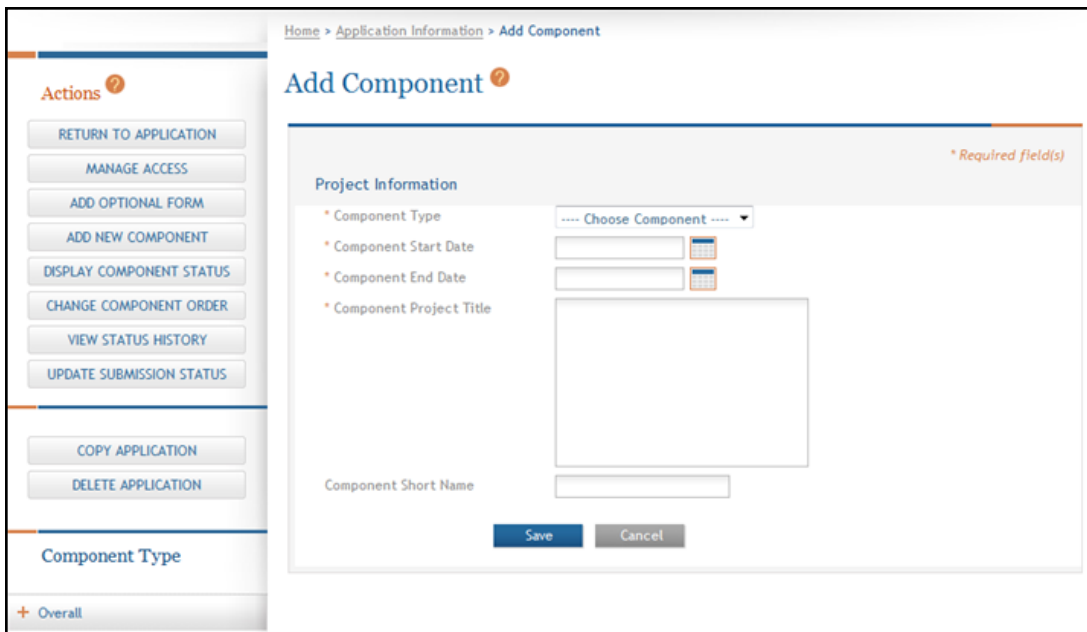 Home > Application Information > Add Component
Actions ?
RETURN TO APPLICATION
MANAGE ACCESS
ADD OPTIONAL FORM
ADD NEW COMPONENT
DISPLAY COMPONENT STATUS
CHANGE COMPONENT ORDER
VIEW STATUS HISTORY
UPDATE SUBMISSION STATUS
COPY APPLICATION
DELETE APPLICATION
Component Type
+ Overall
Add Component ?
* Required field(s)
Project Information
* Component Type ---- Choose Component ----
* Component Start Date
* Component End Date
* Component Project Title
Component Short Name
Save Cancel